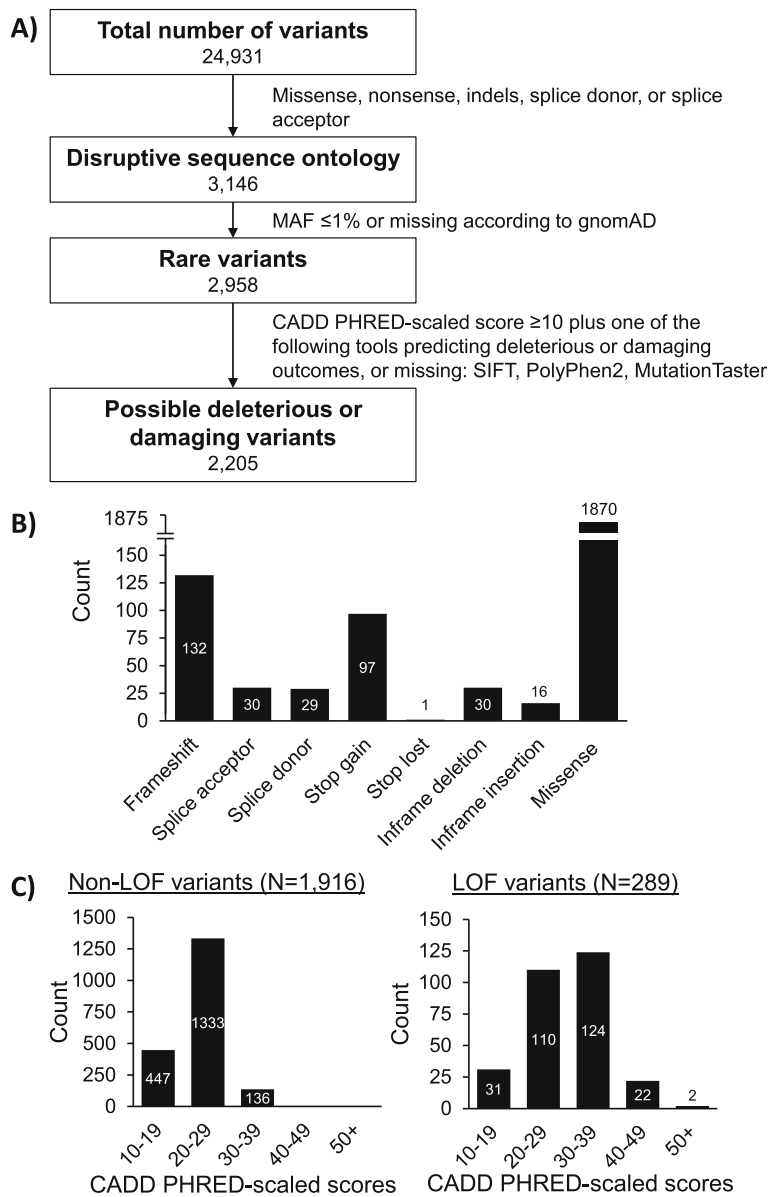 A)
Total number of variants
24,931
Missense, nonsense, indels, splice donor, or splice
acceptor
Disruptive sequence ontology
3,146
MAF ≤1% or missing according to gnomAD
Rare variants
2,958
CADD PHRED-scaled score ≥10 plus one of the
following tools predicting deleterious or damaging
outcomes, or missing: SIFT, PolyPhen2, MutationTaster
Possible deleterious or
damaging variants
2,205
B)
Count
1875
150
125
100
75
50
25
0
132
30
29
97
1
30
16
1870
Frameshift
Splice acceptor
Splice donor
Stop gain
Stop lost
Inframe deletion
Inframe insertion
Missense
C)
Non-LOF variants (N=1,916)
Count
1500
1250
1000
750
500
250
0
447
1333
136
10-19
20-29
30-39
40-49
50+
CADD PHRED-scaled scores
LOF variants (N=289)
Count
150
125
100
75
50
25
0
31
110
124
22
2
10-19
20-29
30-39
40-49
50+
CADD PHRED-scaled scores